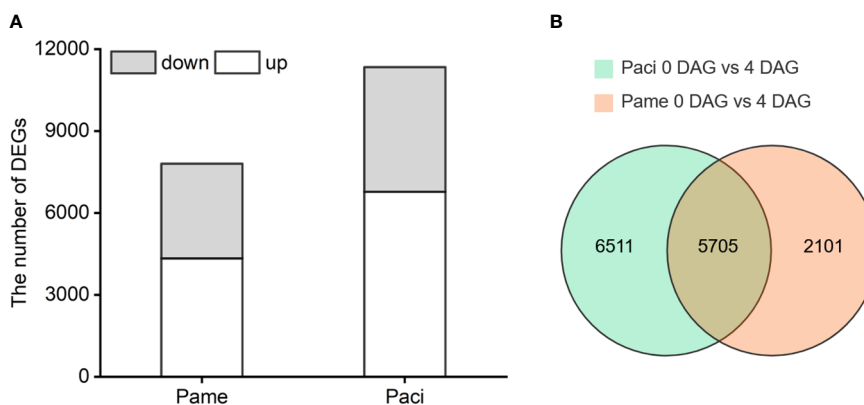 A
The number of DEGs
12000
9000
6000
3000
0
down
up
Pame
Paci
B
Paci 0 DAG vs 4 DAG
Pame 0 DAG vs 4 DAG
6511
5705
2101